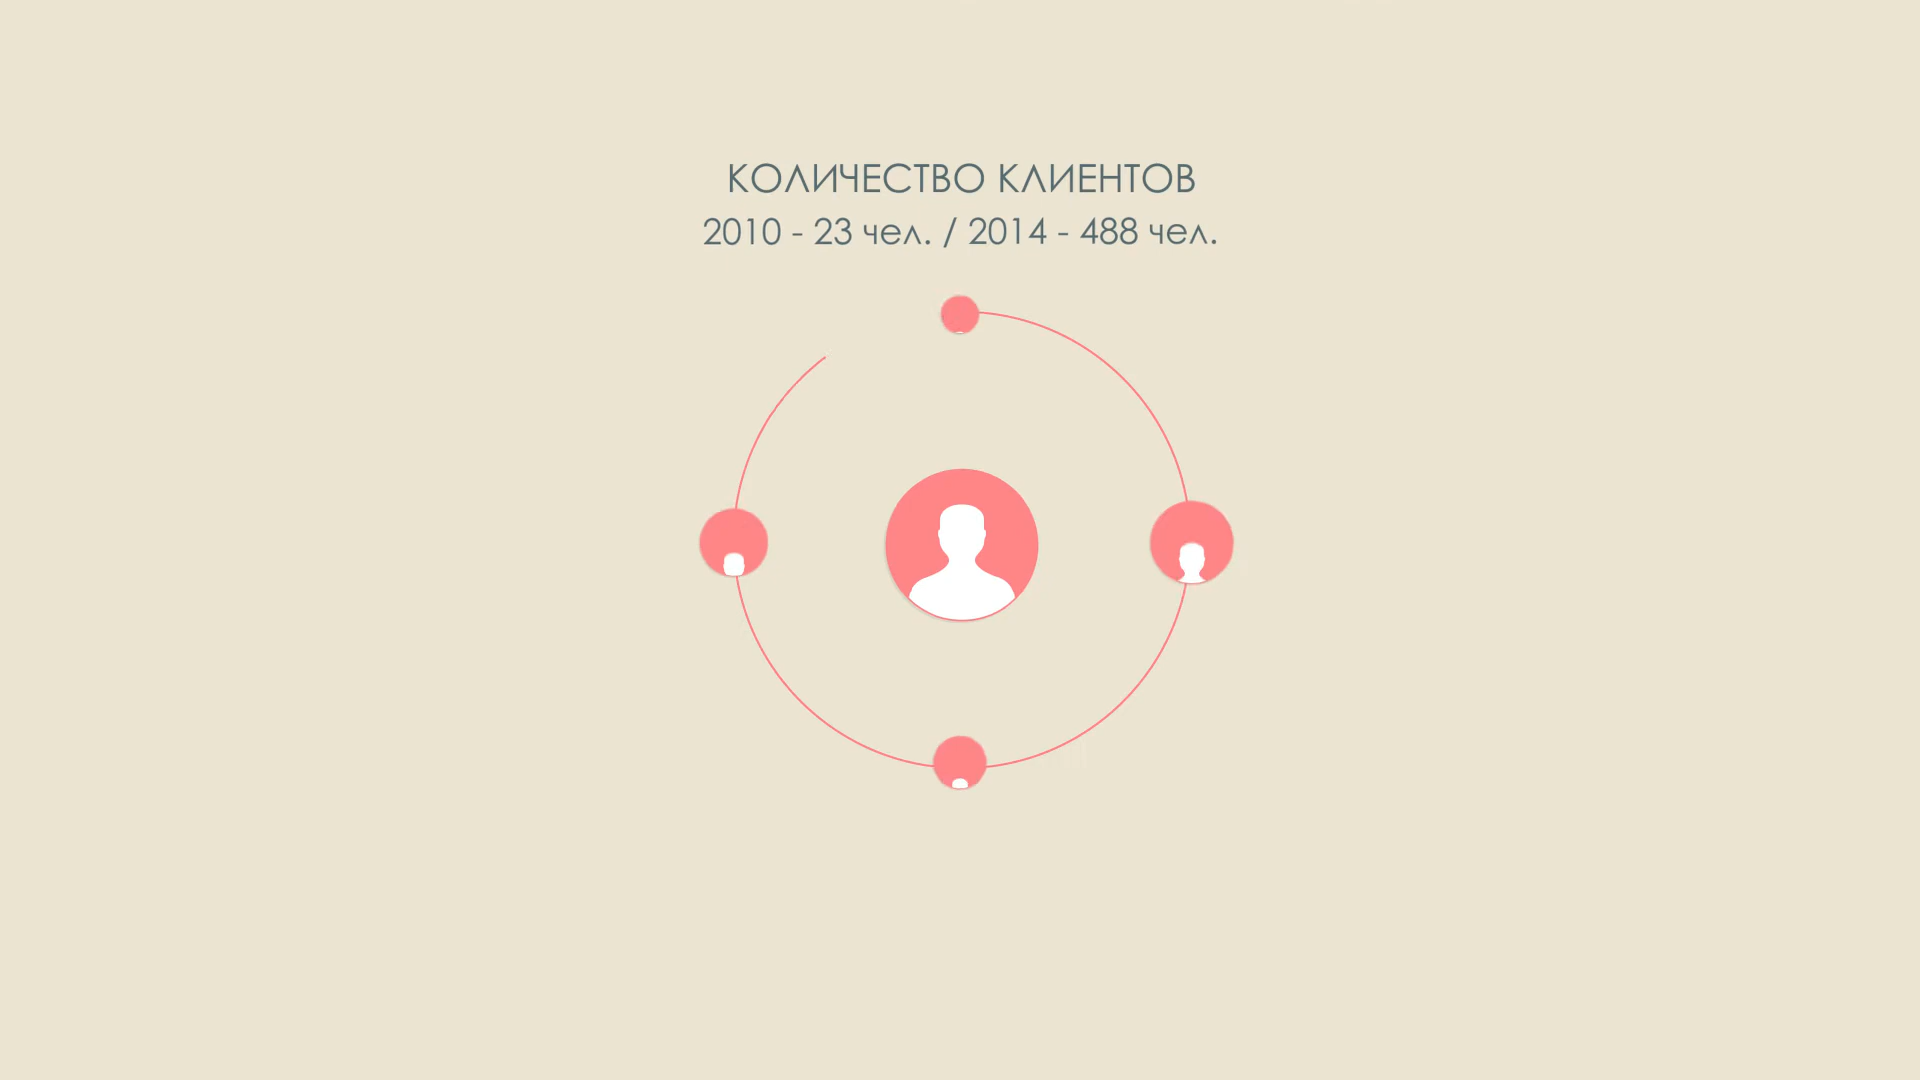 КОЛИЧЕСТВО КЛИЕНТОВ
2010 - 23 чел. / 2014 - 488 чел.